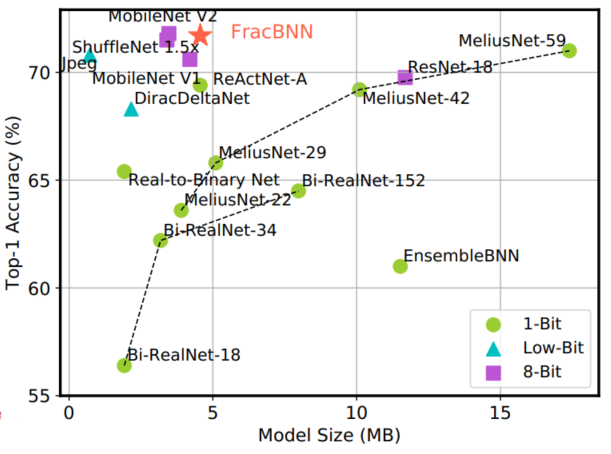 MobileNet V2
FracBNN
MeliusNet-59
ShuffleNet 1.5x
Jpeg
ResNet-18
70
MobileNet V1
ReActNet-A
DiracDeltaNet
MeliusNet-42
MeliusNet-29
65
Real-to-Binary Net
Bi-RealNet-152
MeliusNet-22
Bi-RealNet-34
EnsembleBNN
60
Bi-RealNet-18
55
Top-1 Accuracy (%)
1-Bit
Low-Bit
8-Bit
0 5 10 15
Model Size (MB)